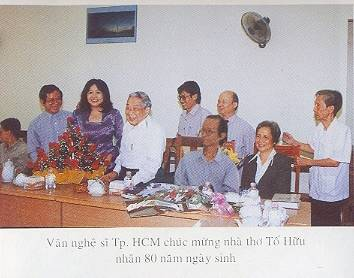 Văn nghệ sĩ Tp. HCM chúc mừng nhà thơ Tố Hữu
nhân 80 năm ngày sinh